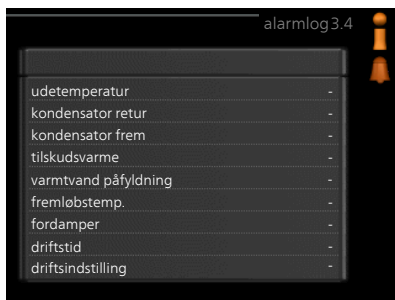 alarmlog 3.4
udetemperatur -
kondensator retur -
kondensator frem -
tilskudsvarme -
varmtvand påfyldning -
fremløbstemp. -
fordamper -
driftstid -
driftsindstilling -